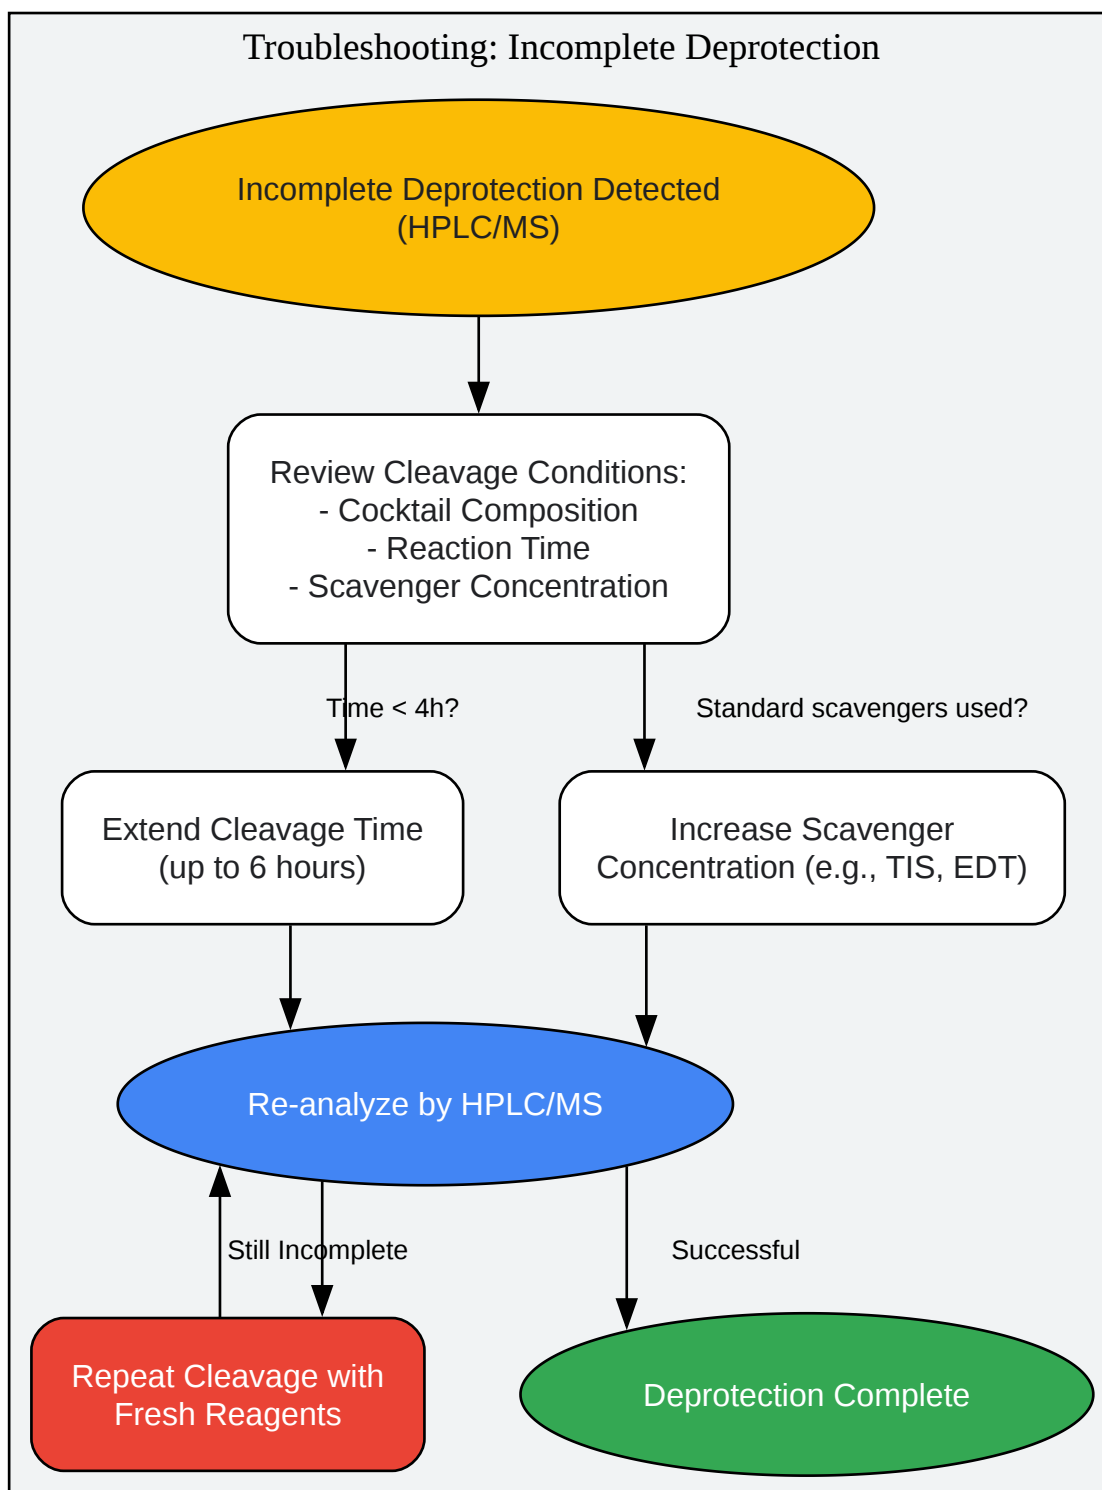 Troubleshooting: Incomplete Deprotection
Incomplete Deprotection Detected
(HPLC/MS)
Review Cleavage Conditions:
- Cocktail Composition
- Reaction Time
- Scavenger Concentration
Time < 4h?
Standard scavengers used?
Extend Cleavage Time
(up to 6 hours)
Increase Scavenger
Concentration (e.g., TIS, EDT)
Re-analyze by HPLC/MS
Still Incomplete
Successful
Repeat Cleavage with
Fresh Reagents
Deprotection Complete